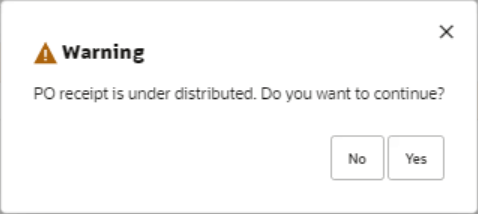 Warning
PO receipt is under distributed. Do you want to continue?
No Yes